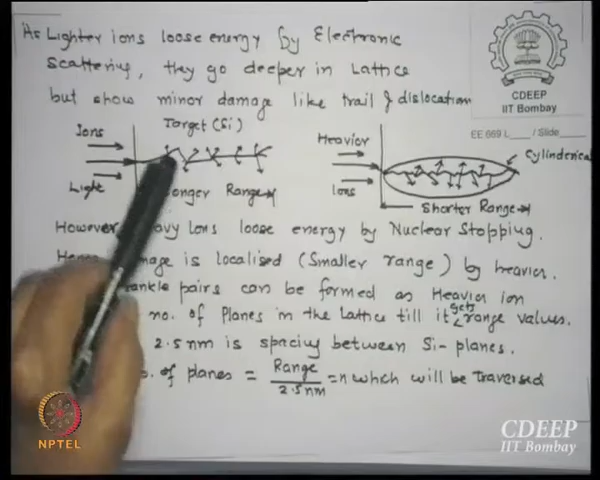 As Lighter ions loose energy by Electronic
Scattering, they go deeper in Lattice
but show minor damage like trail & dislocation
CDEEP
IIT Bombay
EE 669 L ___ / Slide ___
Ions
Target (Si)
Light
Longer Range
Heavior
Ions
Cylinderical
Shorter Range
However, Heavy Ions loose energy by Nuclear Stopping.
is localised (Smaller range) by heavier.
pairs can be formed as Heavier ion
no. of Planes in the lattice till it gets range values.
2.5 nm is spacing between Si-planes.
of planes = Range / 2.5 nm = n which will be traversed
NPTEL
CDEEP
IIT Bombay